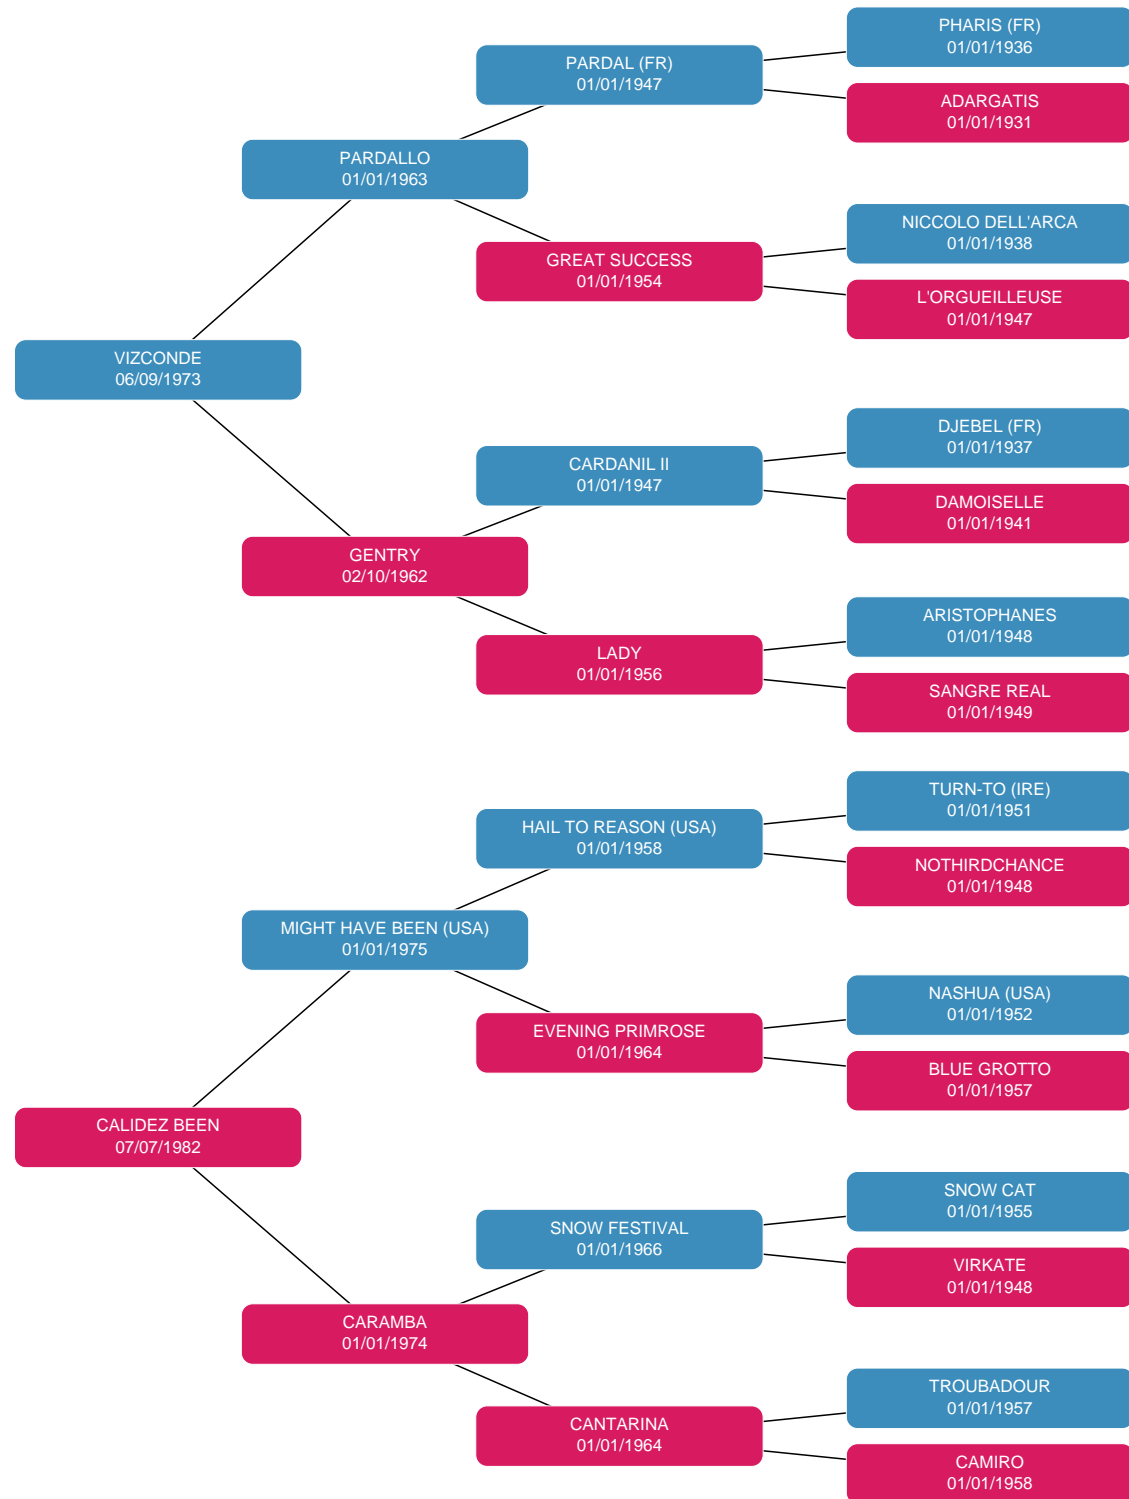 PHARIS (FR)
01/01/1936
PARDAL (FR)
01/01/1947
ADARGATIS
01/01/1931
PARDALLO
01/01/1963
NICCOLO DELL'ARCA
01/01/1938
GREAT SUCCESS
01/01/1954
L'ORGUEILLEUSE
01/01/1947
VIZCONDE
06/09/1973
DJEBEL (FR)
01/01/1937
CARDANIL II
01/01/1947
DAMOISELLE
01/01/1941
GENTRY
02/10/1962
ARISTOPHANES
01/01/1948
LADY
01/01/1956
SANGRE REAL
01/01/1949
TURN-TO (IRE)
01/01/1951
HAIL TO REASON (USA)
01/01/1958
NOTHIRDCHANCE
01/01/1948
MIGHT HAVE BEEN (USA)
01/01/1975
NASHUA (USA)
01/01/1952
EVENING PRIMROSE
01/01/1964
BLUE GROTTO
01/01/1957
CALIDEZ BEEN
07/07/1982
SNOW CAT
01/01/1955
SNOW FESTIVAL
01/01/1966
VIRKATE
01/01/1948
CARAMBA
01/01/1974
TROUBADOUR
01/01/1957
CANTARINA
01/01/1964
CAMIRO
01/01/1958